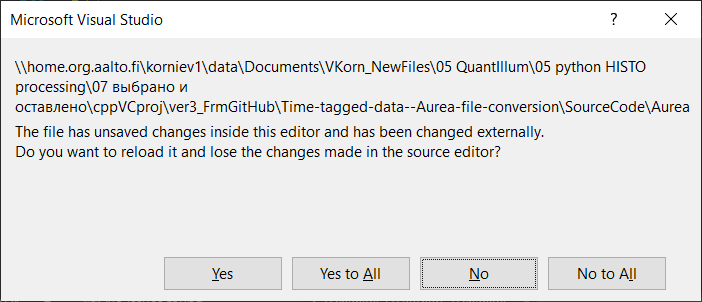 Microsoft Visual Studio
?
\\home.org.aalto.fi\korniev1\data\Documents\VKorn_NewFiles\05 QuantIllum\05 python HISTO
processing\07 выбрано и
оставлено\cppVCproj\ver3_FrmGitHub\Time-tagged-data--Aurea-file-conversion\SourceCode\Aurea
The file has unsaved changes inside this editor and has been changed externally.
Do you want to reload it and lose the changes made in the source editor?
Yes
Yes to All
No
No to All